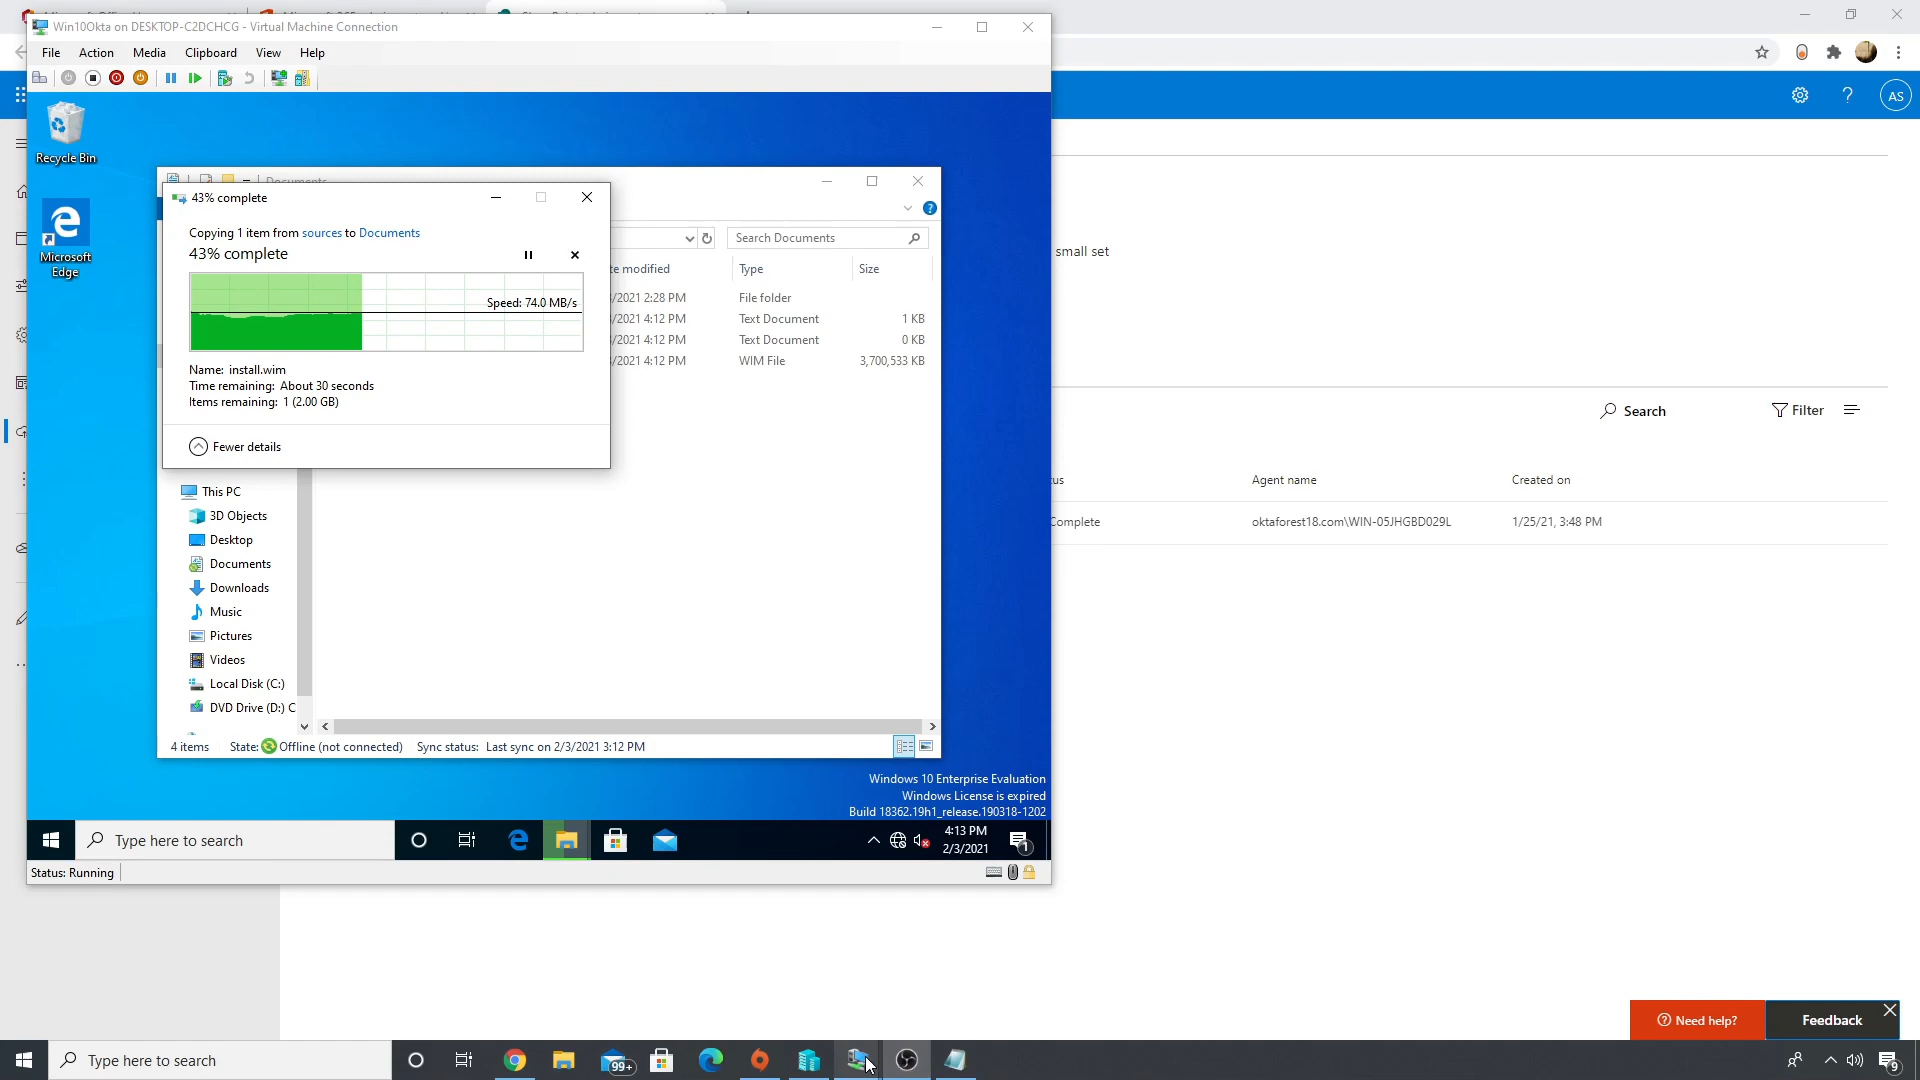 Win10Okta on DESKTOP-C2DCHCG - Virtual Machine Connection
File Action Media Clipboard View Help
AS
Recycle Bin
Microsoft Edge
Documents
43% complete
Copying 1 item from sources to Documents
43% complete
Speed: 74.0 MB/s
Name: install.wim
Time remaining: About 30 seconds
Items remaining: 1 (2.00 GB)
Fewer details
Search Documents
te modified Type Size
/2021 2:28 PM File folder
/2021 4:12 PM Text Document 1 KB
/2021 4:12 PM Text Document 0 KB
/2021 4:12 PM WIM File 3,700,533 KB
This PC
3D Objects
Desktop
Documents
Downloads
Music
Pictures
Videos
Local Disk (C:)
DVD Drive (D:) C
4 items State: Offline (not connected) Sync status: Last sync on 2/3/2021 3:12 PM
small set
Search Filter
tus Agent name Created on
Complete oktaforest18.com\WIN-05JHGBD029L 1/25/21, 3:48 PM
Windows 10 Enterprise Evaluation
Windows License is expired
Build 18362.19h1_release.190318-1202
Type here to search
4:13 PM
2/3/2021
1
Status: Running
Need help?
Feedback
Type here to search
99+
9